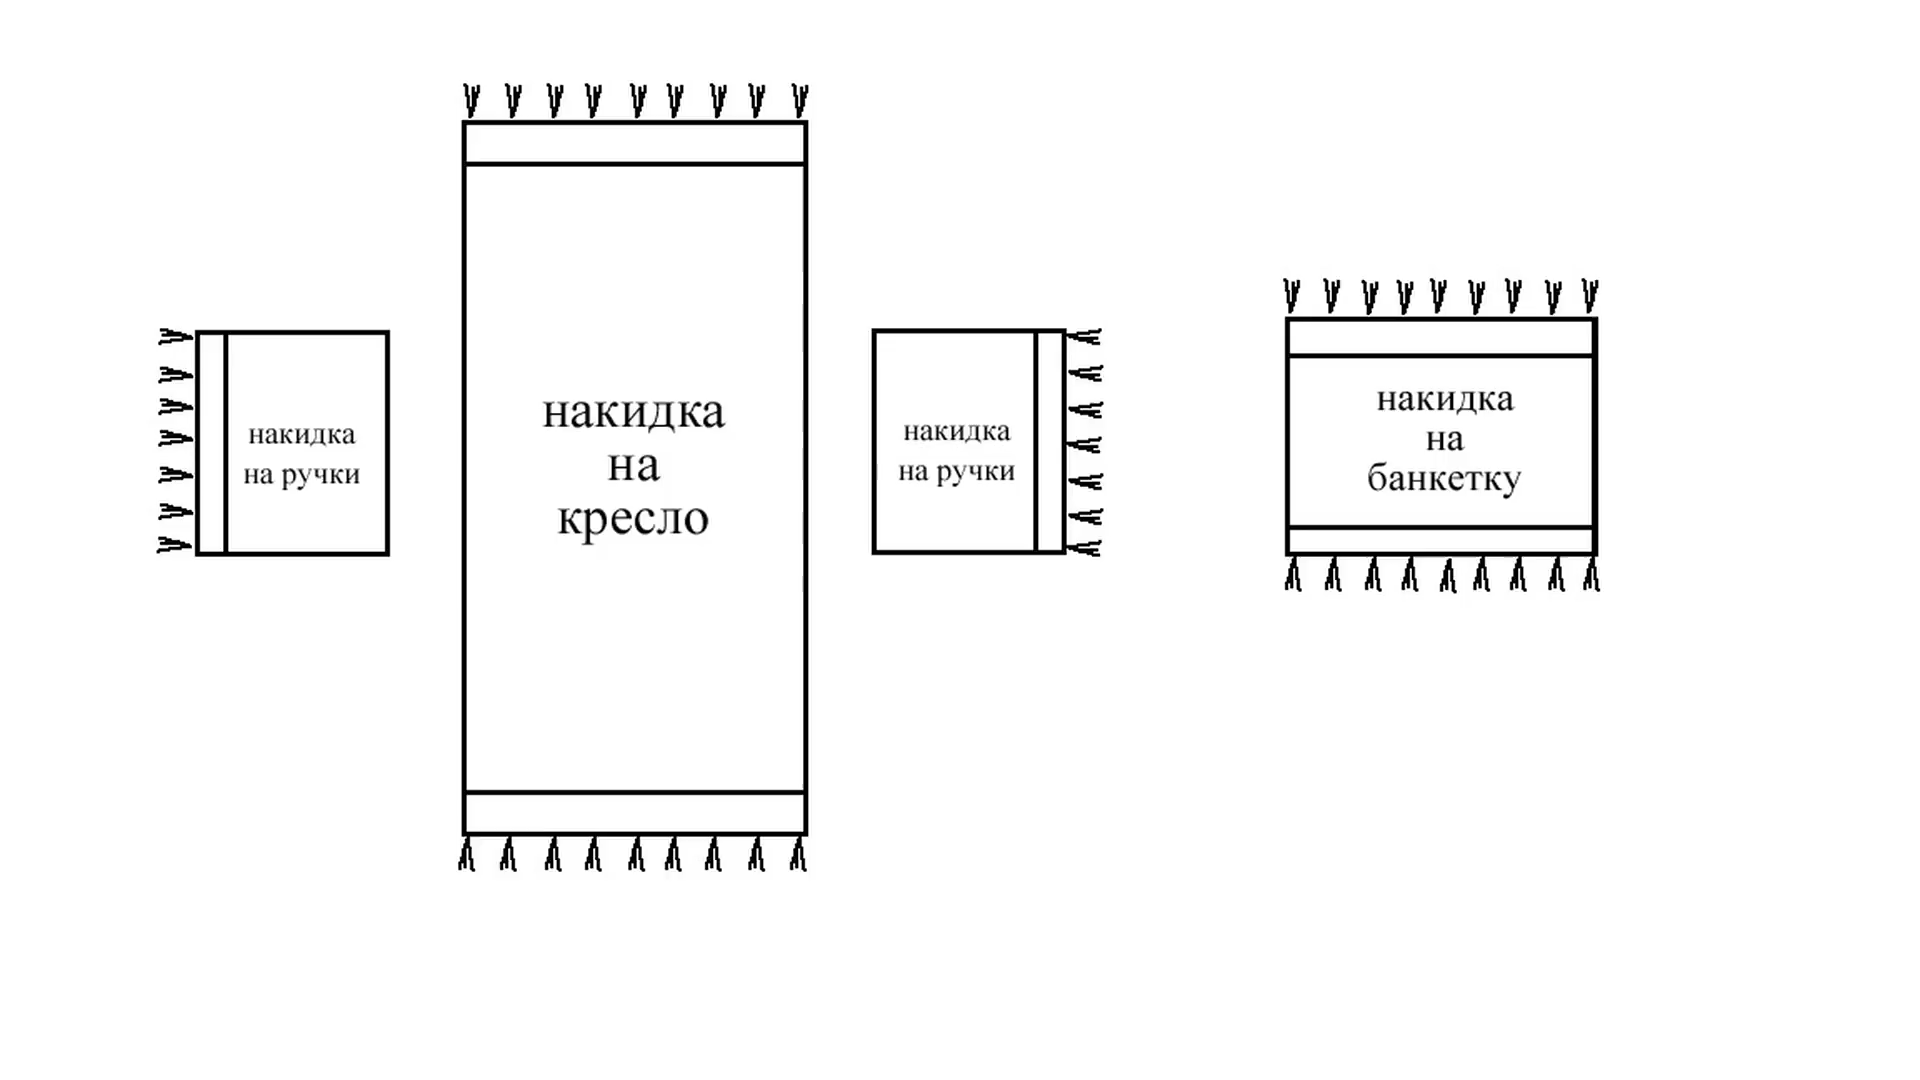 накидка
на ручки
накидка
на
кресло
накидка
на ручки
накидка
на
банкетку